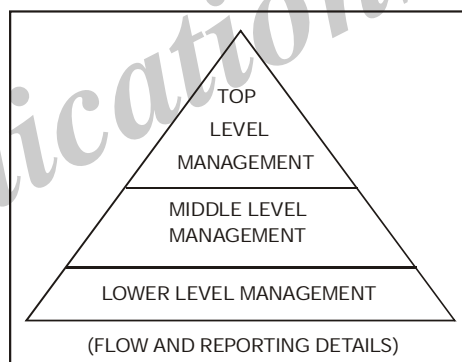 TOP
LEVEL
MANAGEMENT
MIDDLE LEVEL
MANAGEMENT
LOWER LEVEL MANAGEMENT
(FLOW AND REPORTING DETAILS)